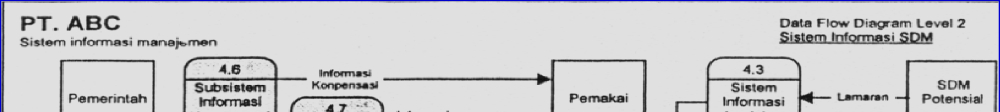 PT. ABC
Sistem informasi manajemen
Data Flow Diagram Level 2
Sistem Informasi SDM
Pemerintah
4.6
Subsistem
Informasi
Informasi
Konpensasi
4.7
Pemakai
4.3
Sistem
Informasi
Lamaran
SDM
Potensial